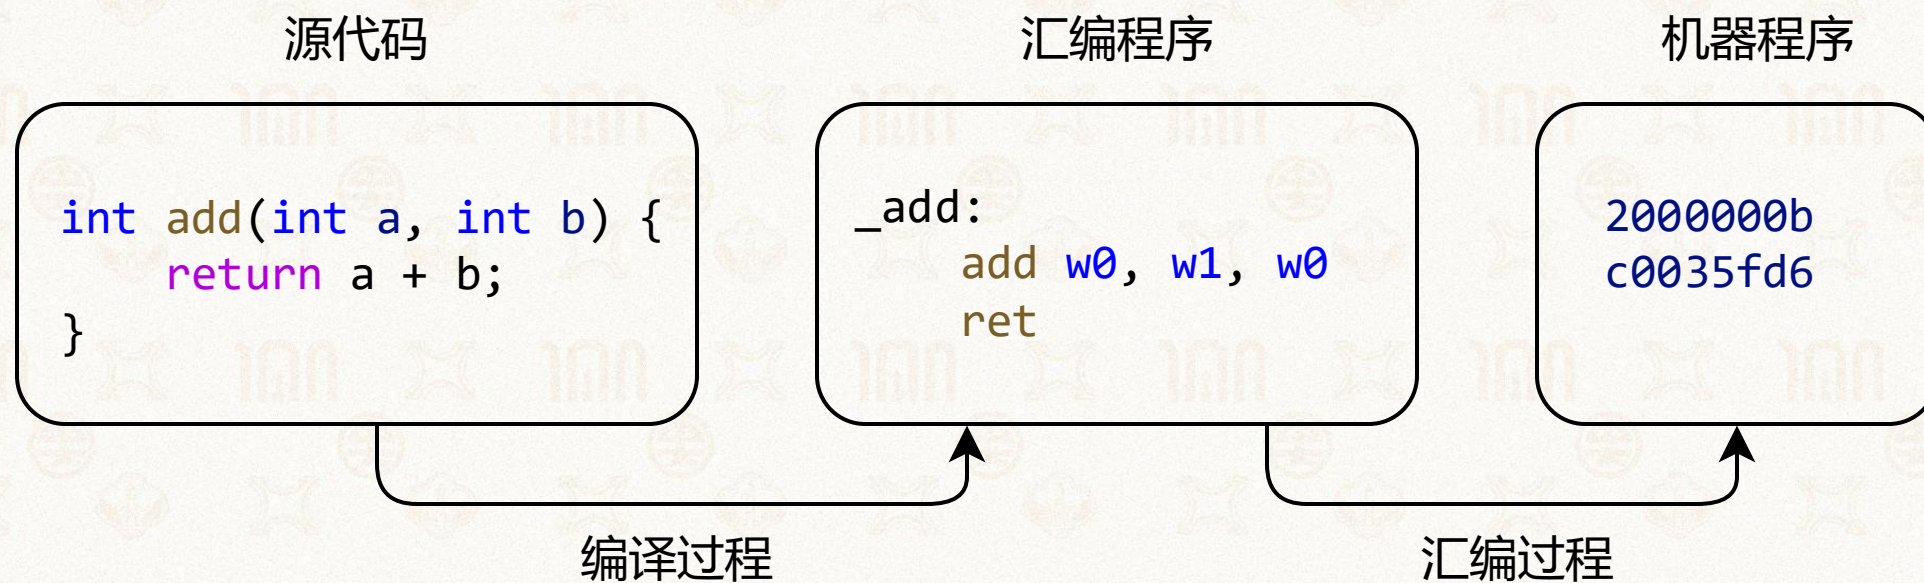 源代码
汇编程序
机器程序
int add(int a, int b) {
    return a + b;
}
_add:
    add w0, w1, w0
    ret
2000000b
c0035fd6
编译过程
汇编过程